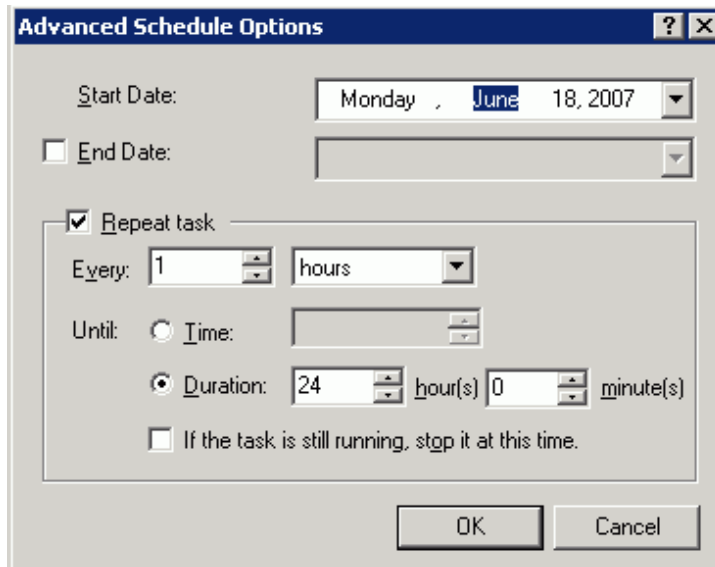 Advanced Schedule Options
Start Date: Monday , June 18, 2007
End Date:
Repeat task
Every: 1 hours
Until: Time:
Duration: 24 hour(s) 0 minute(s)
If the task is still running, stop it at this time.
OK Cancel